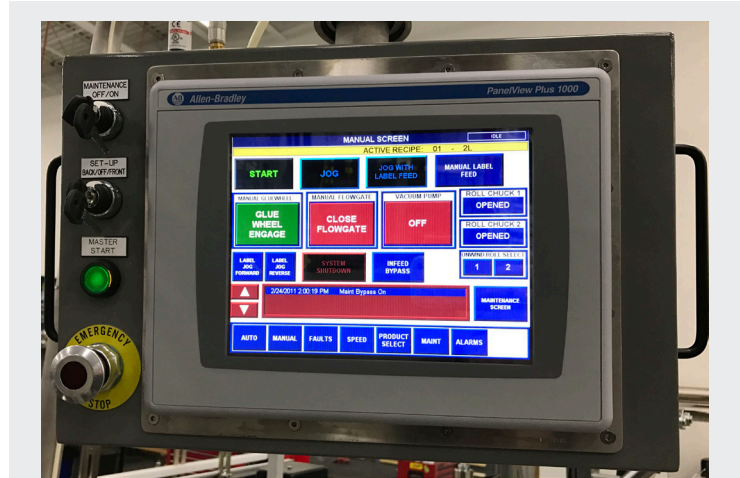 CE
MAINTENANCE
OFF/ON
SET-UP
BACK/OFF/FRONT
MASTER
START
EMERGENCY
STOP
AB Allen-Bradley
PanelView Plus 1000
MANUAL SCREEN
IDLE
ACTIVE RECIPE: 01 - 2L
START
JOG
JOG WITH
LABEL FEED
MANUAL LABEL
FEED
MANUAL GLUEWHEEL
GLUE
WHEEL
ENGAGE
MANUAL FLOWGATE
CLOSE
FLOWGATE
VACUUM PUMP
OFF
ROLL CHUCK 1
OPENED
ROLL CHUCK 2
OPENED
LABEL
JOG
FORWARD
LABEL
JOG
REVERSE
SYSTEM
SHUTDOWN
INFEED
BYPASS
UNWIND ROLL SELECT
1 2
2/24/2011 2:00:19 PM Maint Bypass On
MAINTENANCE
SCREEN
AUTO
MANUAL
FAULTS
SPEED
PRODUCT
SELECT
MAINT
ALARMS